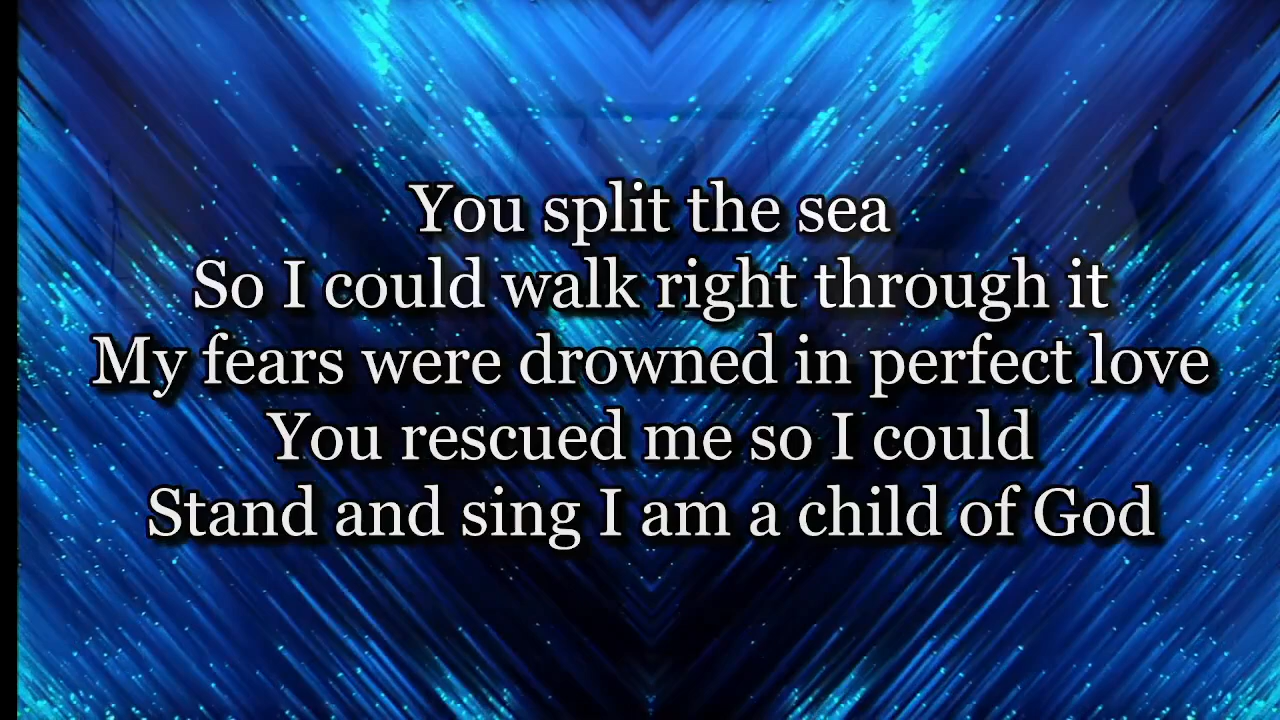 You split the sea
So I could walk right through it
My fears were drowned in perfect love
You rescued me so I could
Stand and sing I am a child of God